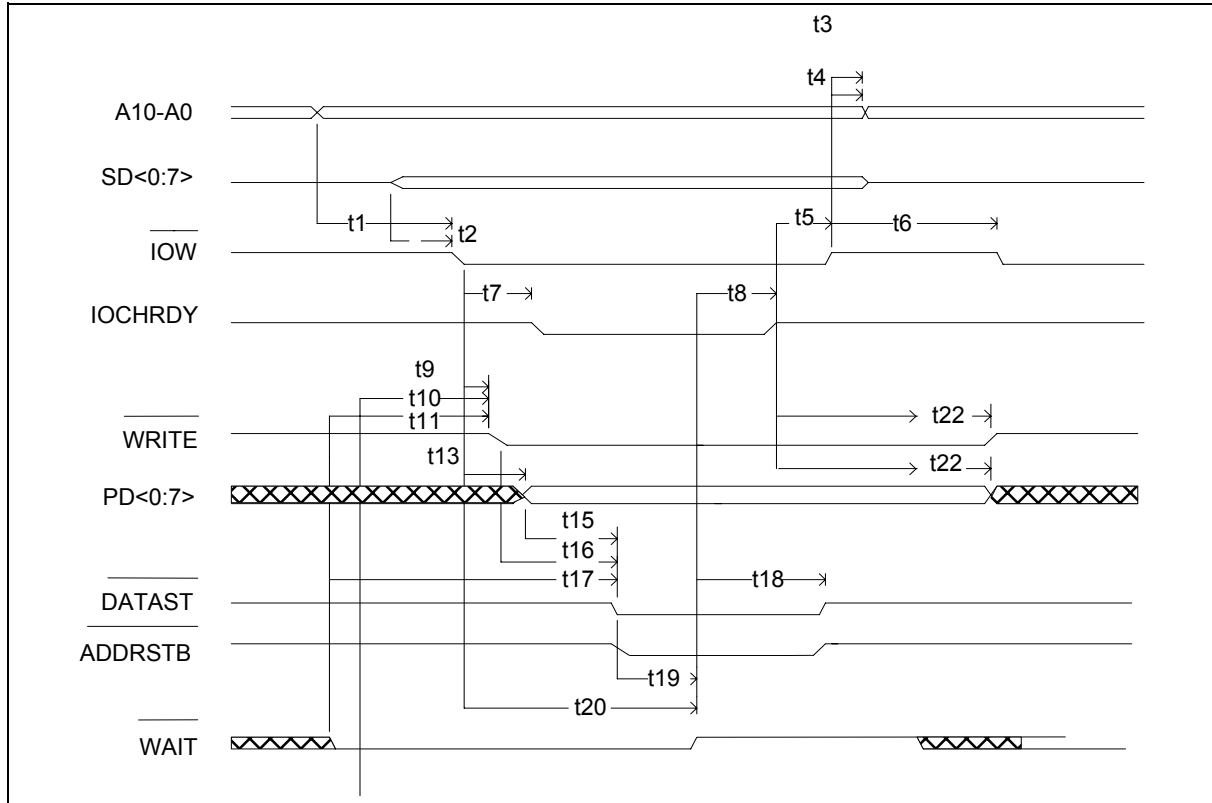 t3
t4
A10-A0
SD<0:7>
t1
t2
t5
t6
IOW
t7
t8
IOCHRDY
t9
t10
t11
t22
WRITE
t13
t22
PD<0:7>
t15
t16
t17
t18
DATAST
ADDRSTB
t19
t20
WAIT